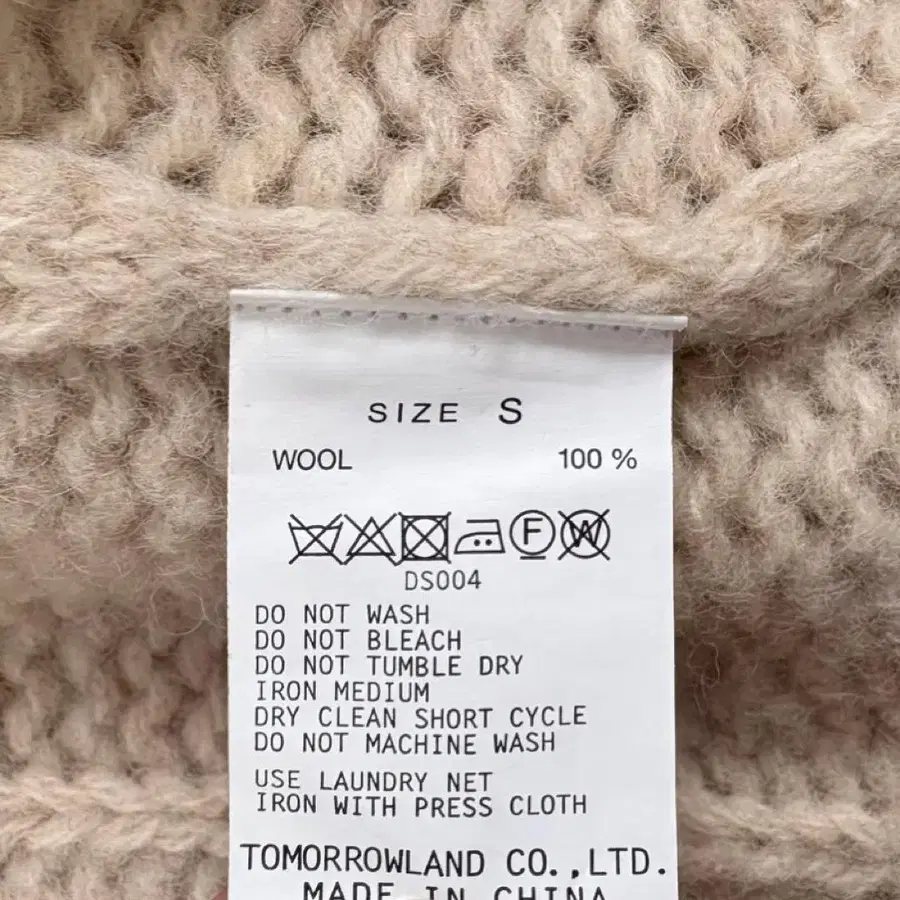 SIZE S
WOOL 100 %
F W
DS004
DO NOT WASH
DO NOT BLEACH
DO NOT TUMBLE DRY
IRON MEDIUM
DRY CLEAN SHORT CYCLE
DO NOT MACHINE WASH
USE LAUNDRY NET
IRON WITH PRESS CLOTH
TOMORROWLAND CO.,LTD.
MADE IN CHINA